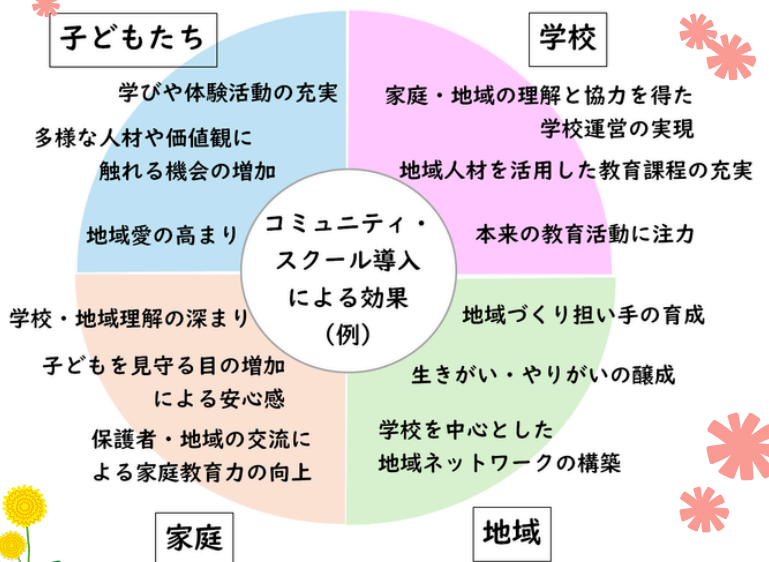 子どもたち
学びや体験活動の充実
多様な人材や価値観に
触れる機会の増加
地域愛の高まり
学校
家庭・地域の理解と協力を得た
学校運営の実現
地域人材を活用した教育課程の充実
本来の教育活動に注力
コミュニティ・
スクール導入
による効果
（例）
学校・地域理解の深まり
子どもを見守る目の増加
による安心感
保護者・地域の交流に
よる家庭教育力の向上
家庭
地域づくり担い手の育成
生きがい・やりがいの醸成
学校を中心とした
地域ネットワークの構築
地域